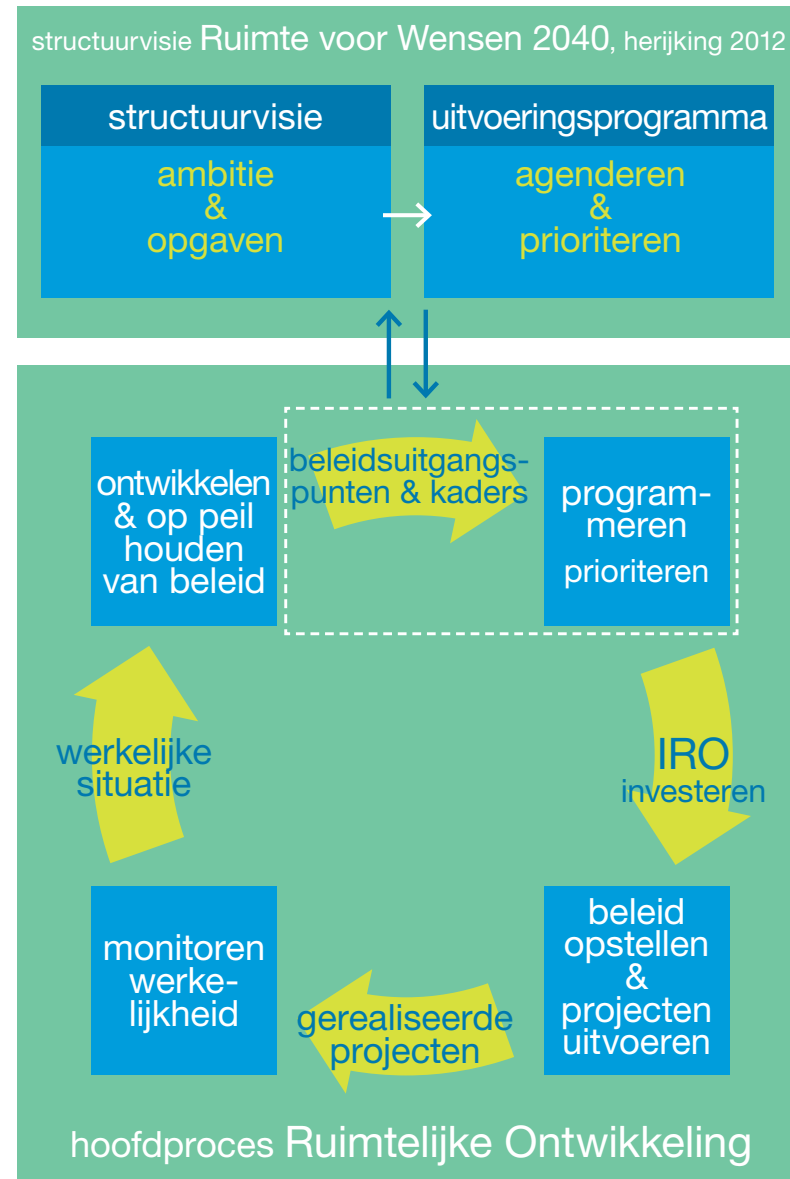 structuurvisie Ruimte voor Wensen 2040, herijking 2012
structuurvisie
ambitie
&
opgaven
uitvoeringsprogramma
agenderen
&
prioriteren
ontwikkelen
& op peil
houden
van beleid
beleidsuitgangs-
punten & kaders
program-
meren
prioriteren
IRO
investeren
beleid
opstellen
&
projecten
uitvoeren
gerealiseerde
projecten
monitoren
werke-
lijkheid
werkelijke
situatie
hoofdproces Ruimtelijke Ontwikkeling